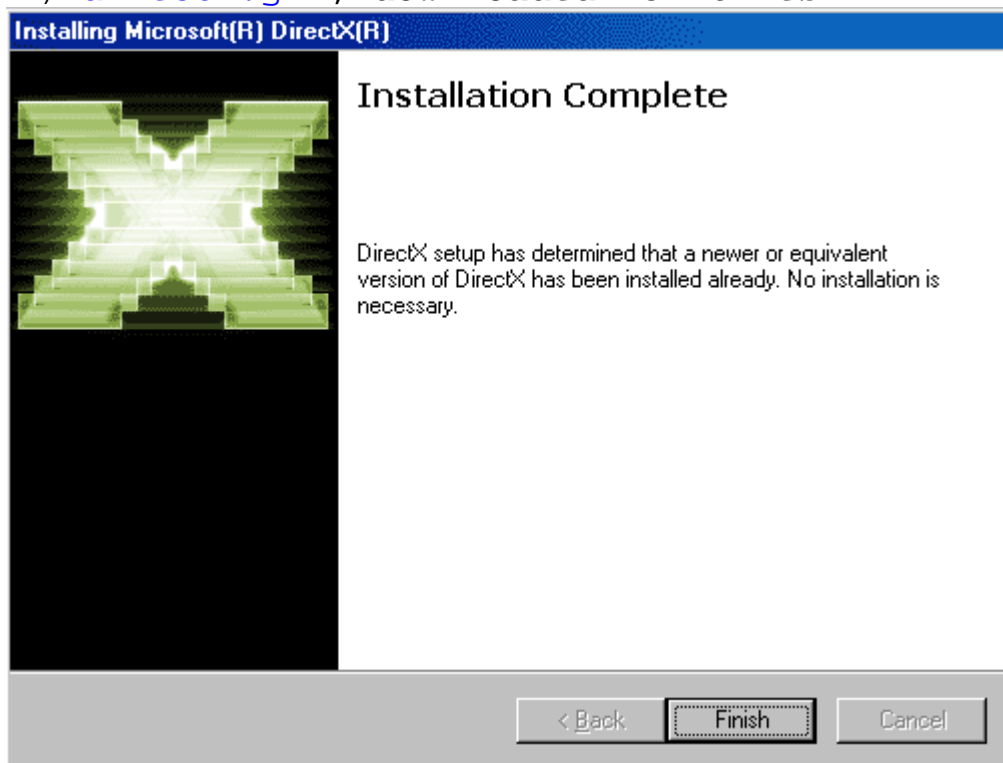 Installing Microsoft(R) DirectX(R)
Installation Complete
DirectX setup has determined that a newer or equivalent
version of DirectX has been installed already. No installation is
necessary.
< Back
Finish
Cancel